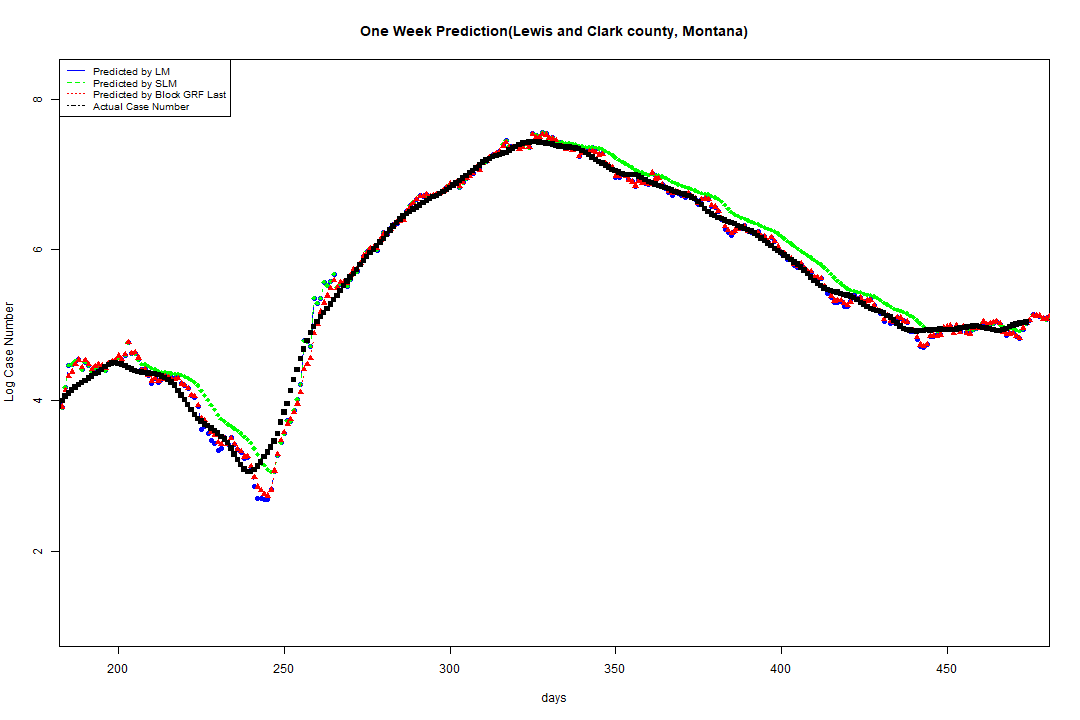 One Week Prediction(Lewis and Clark county, Montana)
Predicted by LM
Predicted by SLM
Predicted by Block GRF Last
Actual Case Number
8
6
4
2
Log Case Number
200 250 300 350 400 450
days